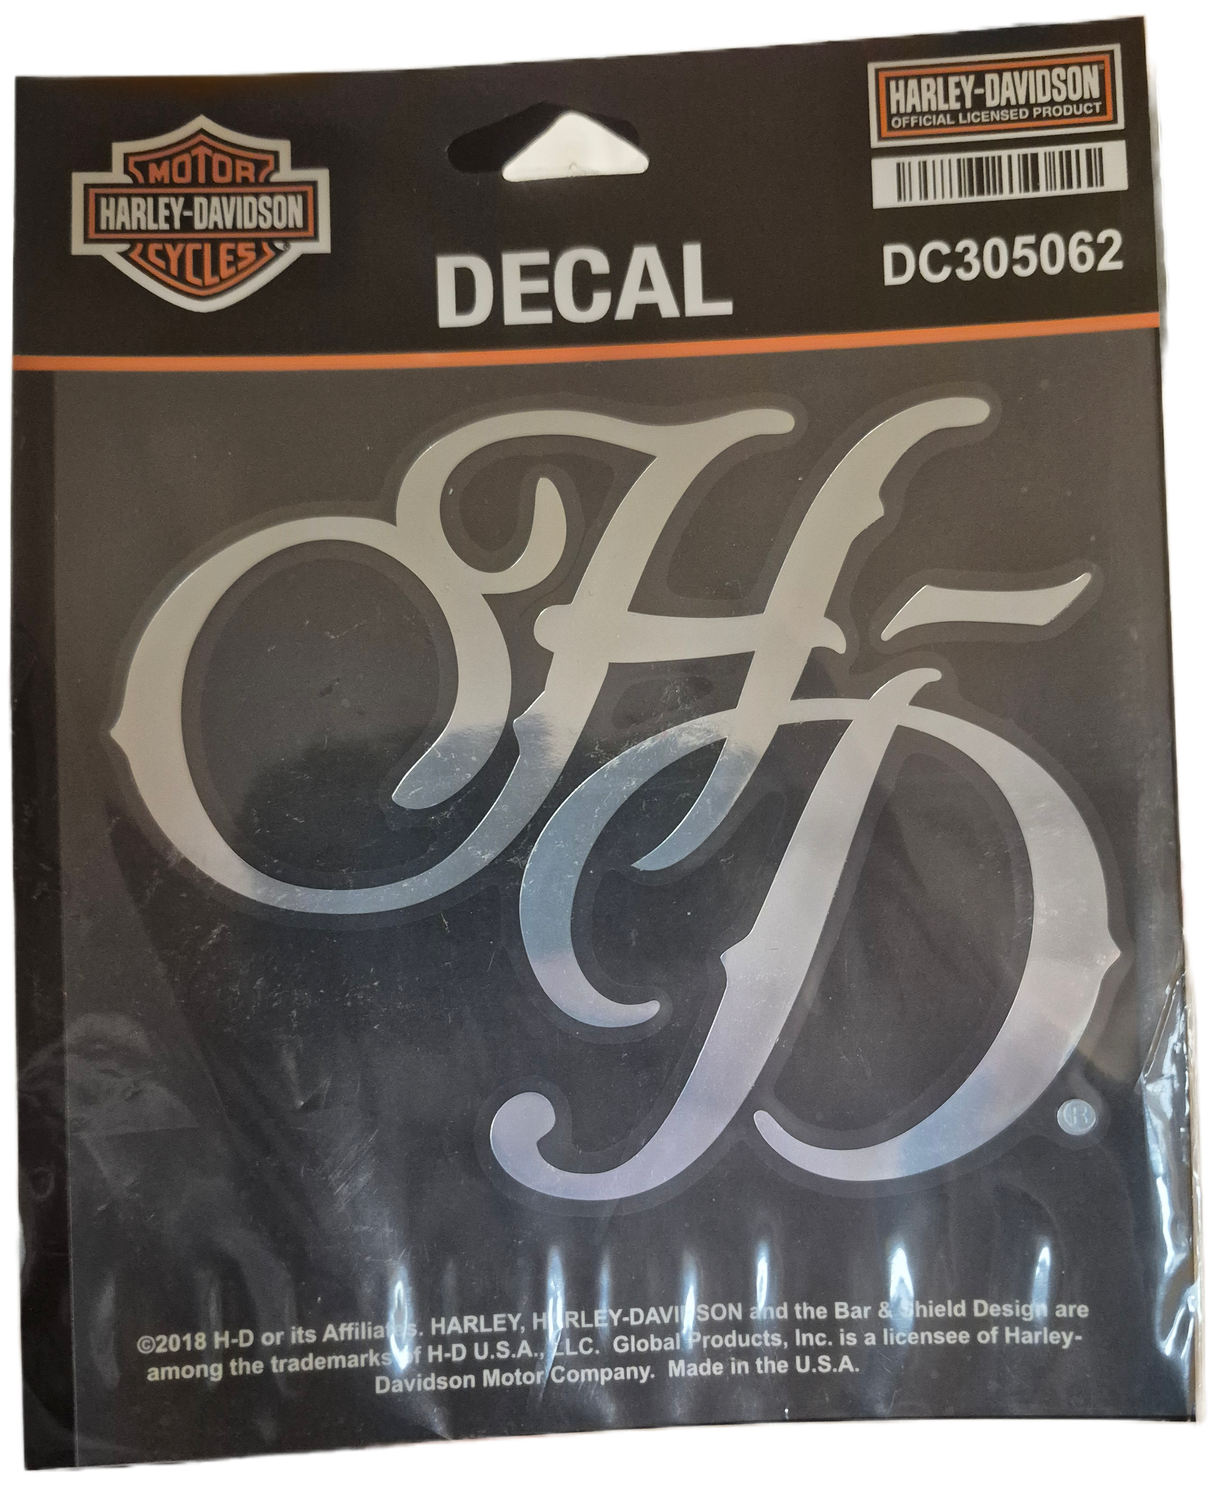 MOTOR
HARLEY-DAVIDSON
CYCLES
HARLEY-DAVIDSON
OFFICIAL LICENSED PRODUCT
DC305062
DECAL
H-D
®
©2018 H-D or its Affiliates. HARLEY, HARLEY-DAVIDSON and the Bar & Shield Design are
among the trademarks of H-D U.S.A., LLC. Global Products, Inc. is a licensee of Harley-
Davidson Motor Company. Made in the U.S.A.